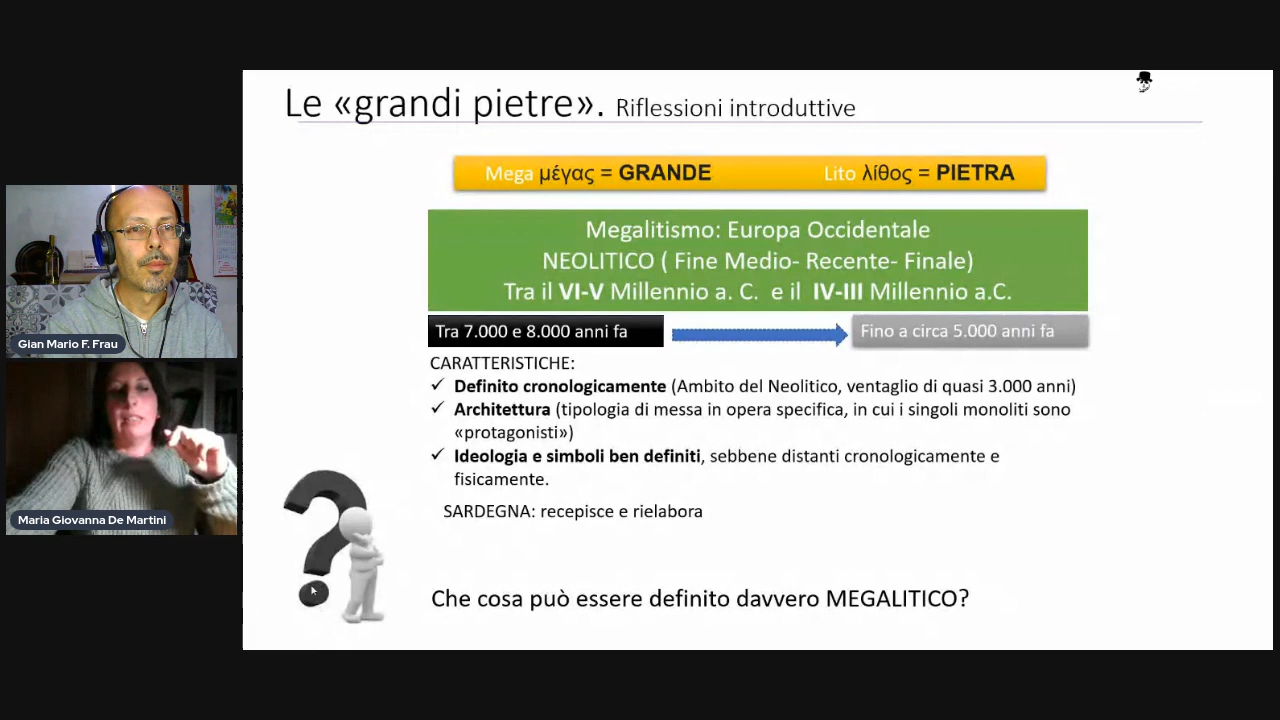 Le «grandi pietre». Riflessioni introduttive
Mega μέγας = GRANDE Lito λίθος = PIETRA
Megalitismo: Europa Occidentale
NEOLITICO ( Fine Medio- Recente- Finale)
Tra il VI-V Millennio a. C. e il IV-III Millennio a.C.
Tra 7.000 e 8.000 anni fa
Fino a circa 5.000 anni fa
CARATTERISTICHE:
✓ Definito cronologicamente (Ambito del Neolitico, ventaglio di quasi 3.000 anni)
✓ Architettura (tipologia di messa in opera specifica, in cui i singoli monoliti sono
«protagonisti»)
✓ Ideologia e simboli ben definiti, sebbene distanti cronologicamente e
fisicamente.
SARDEGNA: recepisce e rielabora
Che cosa può essere definito davvero MEGALITICO?
Gian Mario F. Frau
Maria Giovanna De Martini